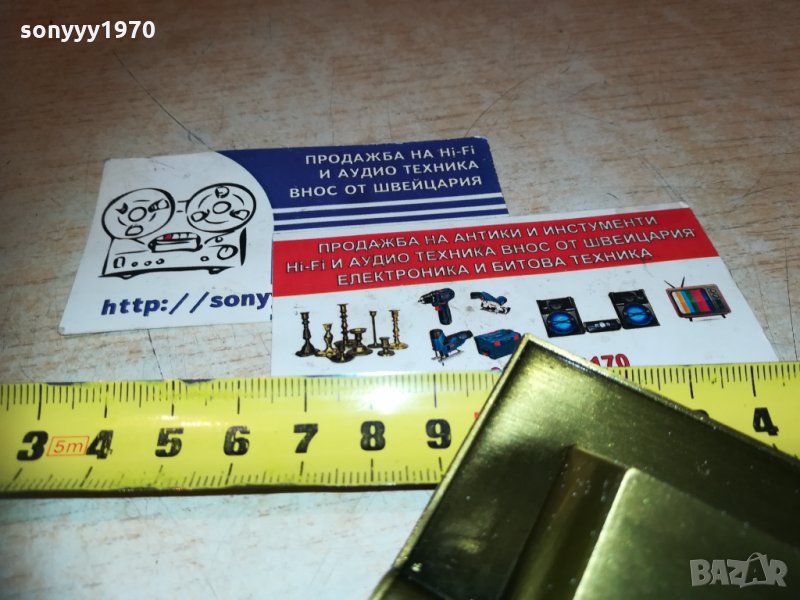 sonyyy1970
ПРОДАЖБА НА Hi-Fi
И АУДИО ТЕХНИКА
ВНОС ОТ ШВЕЙЦАРИЯ
http://sony
ПРОДАЖБА НА АНТИКИ И ИНСТУМЕНТИ
Hi-Fi И АУДИО ТЕХНИКА ВНОС ОТ ШВЕЙЦАРИЯ
ЕЛЕКТРОНИКА И БИТОВА ТЕХНИКА
170
3 5m 4 5 6 7 8 9 4
BAZAR